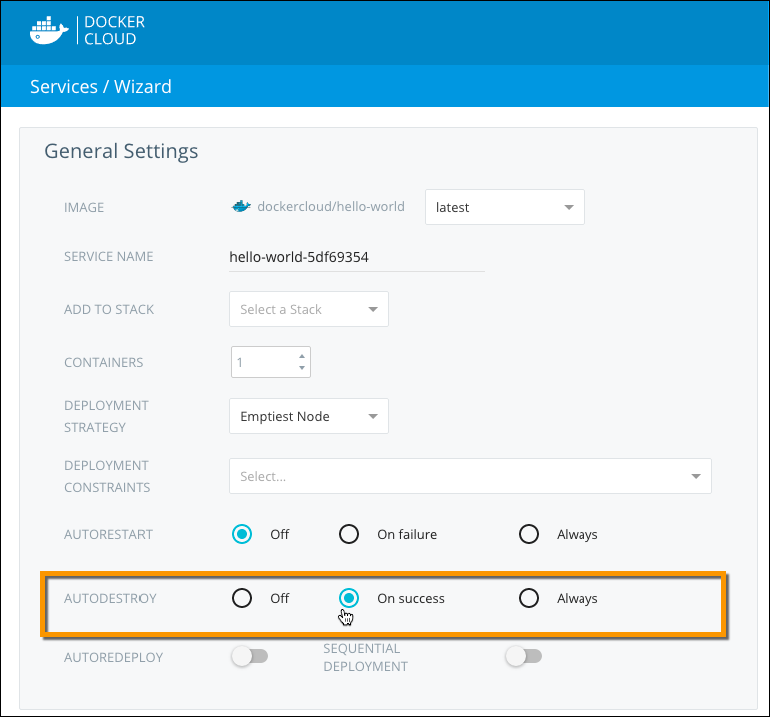 DOCKER
CLOUD
Services / Wizard
General Settings
IMAGE dockercloud/hello-world latest
SERVICE NAME hello-world-5df69354
ADD TO STACK Select a Stack
CONTAINERS 1
DEPLOYMENT
STRATEGY Emptiest Node
DEPLOYMENT
CONSTRAINTS Select...
AUTORESTART Off On failure Always
AUTODESTROY Off On success Always
AUTOREDEPLOY SEQUENTIAL
DEPLOYMENT